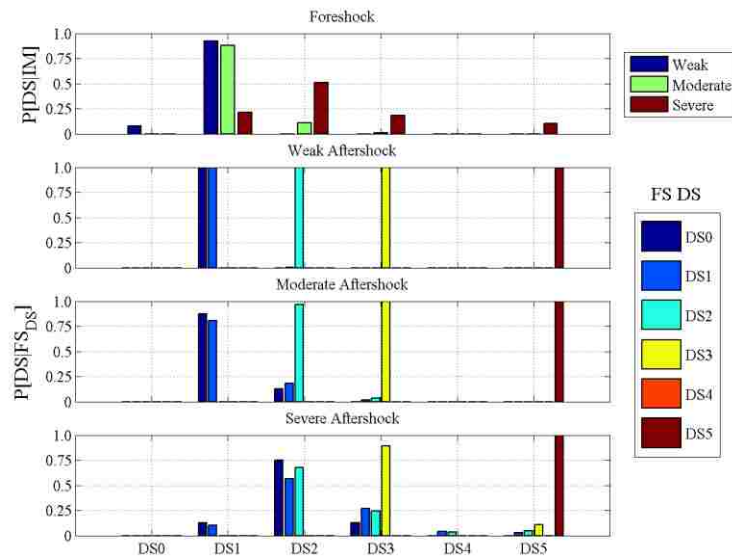 Foreshock
P[DS|IM]
1.0
0.75
0.5
0.25
0
Weak
Moderate
Severe
Weak Aftershock
1.0
0.75
0.5
0.25
0
FS DS
DS0
DS1
DS2
DS3
DS4
DS5
Moderate Aftershock
P[DS|FS_DS]
1.0
0.75
0.5
0.25
0
Severe Aftershock
1.0
0.75
0.5
0.25
0
DS0 DS1 DS2 DS3 DS4 DS5